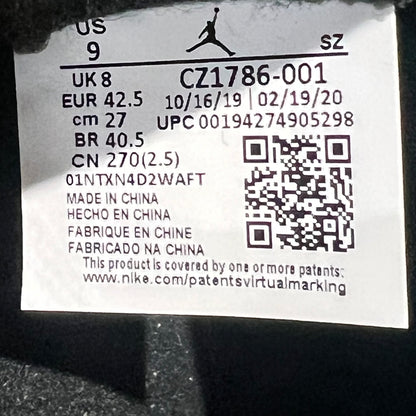 US
9
SZ
UK 8 CZ1786-001
EUR 42.5 10/16/19 | 02/19/20
cm 27 UPC 00194274905298
BR 40.5
CN 270(2.5)
01NTXN4D2WAFT
MADE IN CHINA
HECHO EN CHINA
FABRIQUE EN CHINE
FABRICADO NA CHINA
This product is covered by one or more patents:
www.nike.com/patentsvirtualmarking